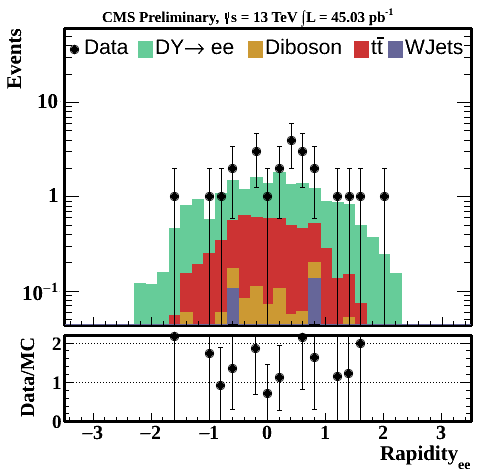 CMS Preliminary, √s = 13 TeV ∫L = 45.03 pb⁻¹
Events
Data DY→ ee Diboson tt̄ WJets
10
1
10⁻¹
Data/MC
2
1
0
−3 −2 −1 0 1 2 3
Rapidity_ee